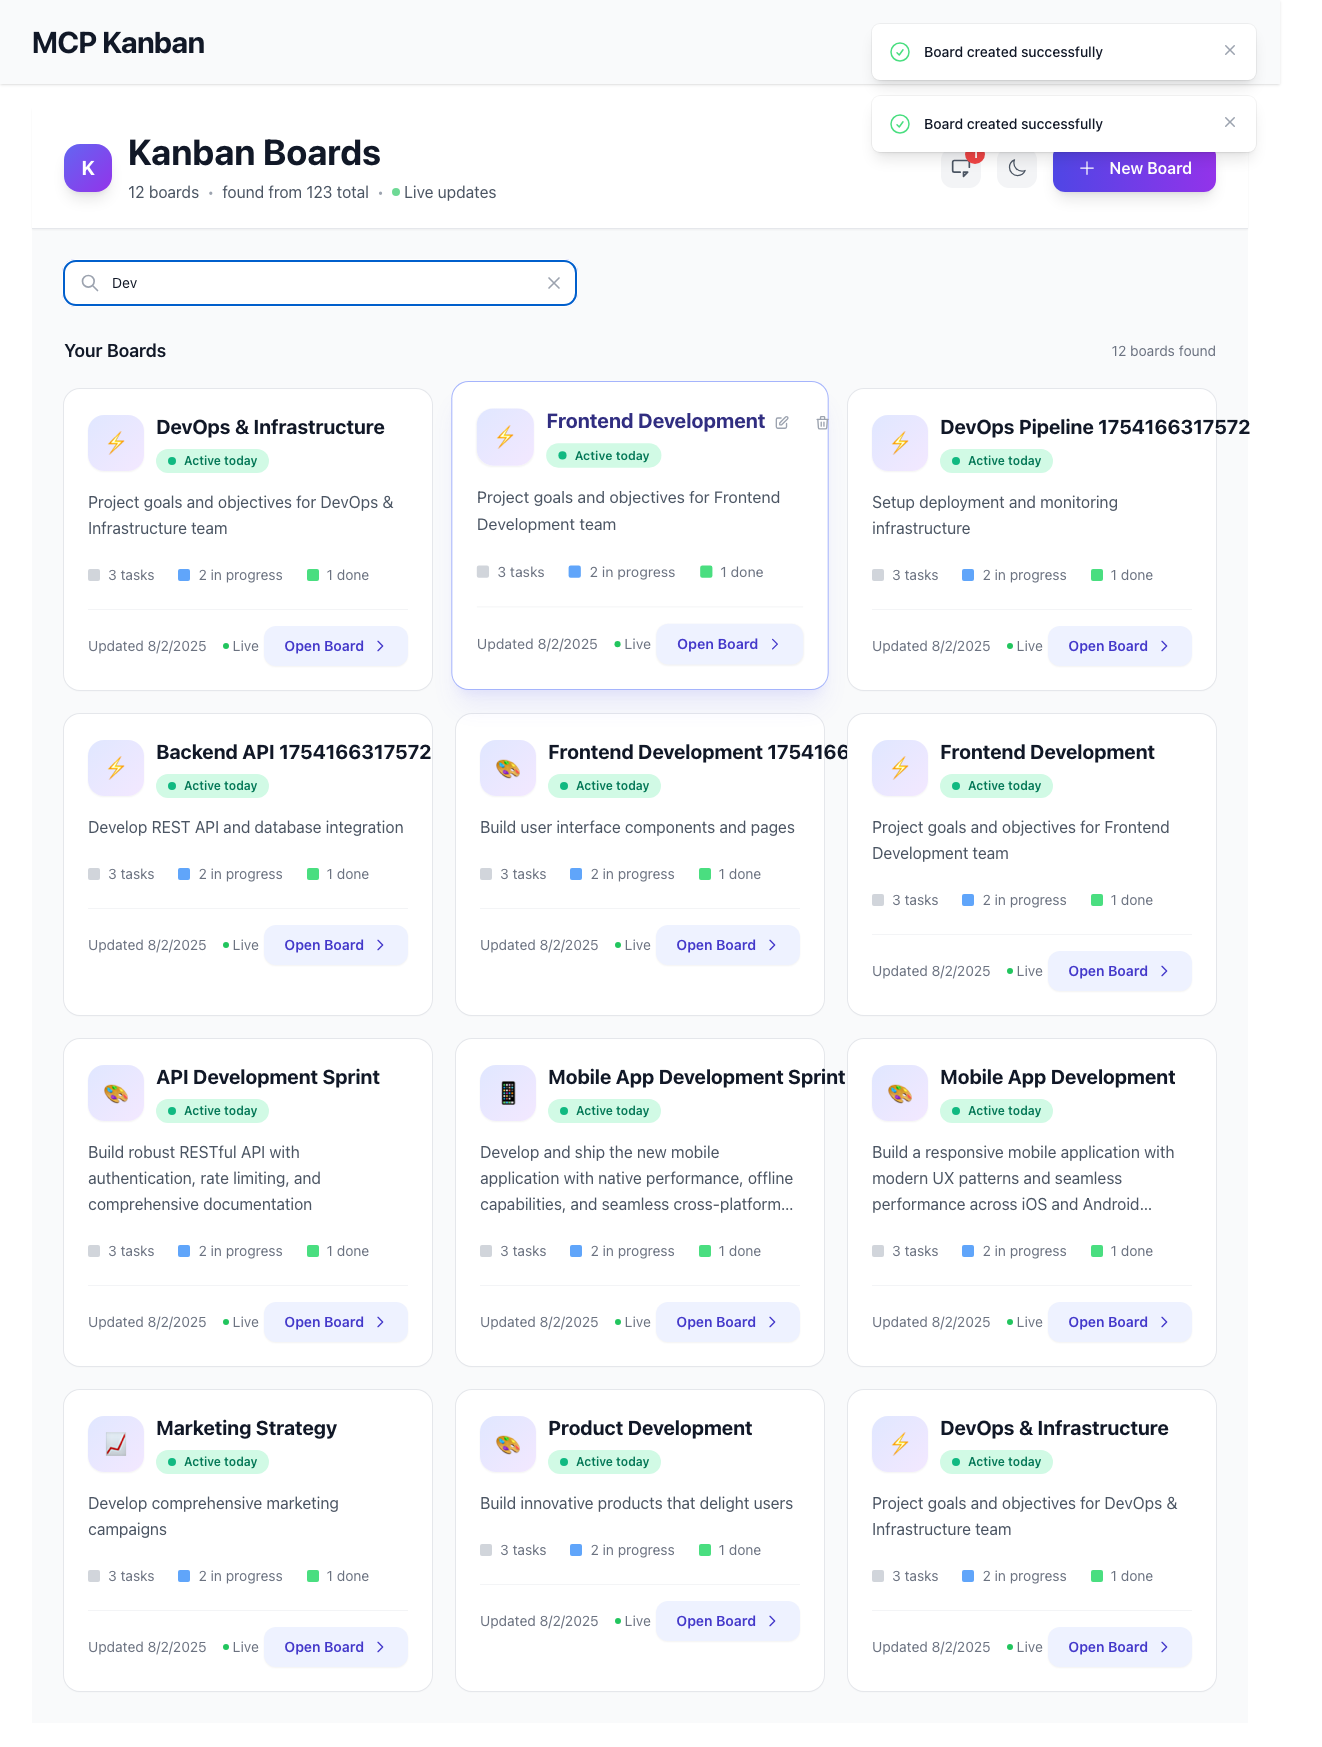 MCP Kanban
Board created successfully
Board created successfully
K
Kanban Boards
12 boards • found from 123 total • Live updates
New Board
Dev
Your Boards
12 boards found
DevOps & Infrastructure
Active today
Project goals and objectives for DevOps &
Infrastructure team
3 tasks 2 in progress 1 done
Updated 8/2/2025 Live Open Board
Frontend Development
Active today
Project goals and objectives for Frontend
Development team
3 tasks 2 in progress 1 done
Updated 8/2/2025 Live Open Board
DevOps Pipeline 1754166317572
Active today
Setup deployment and monitoring
infrastructure
3 tasks 2 in progress 1 done
Updated 8/2/2025 Live Open Board
Backend API 1754166317572
Active today
Develop REST API and database integration
3 tasks 2 in progress 1 done
Updated 8/2/2025 Live Open Board
Frontend Development 1754166
Active today
Build user interface components and pages
3 tasks 2 in progress 1 done
Updated 8/2/2025 Live Open Board
Frontend Development
Active today
Project goals and objectives for Frontend
Development team
3 tasks 2 in progress 1 done
Updated 8/2/2025 Live Open Board
API Development Sprint
Active today
Build robust RESTful API with
authentication, rate limiting, and
comprehensive documentation
3 tasks 2 in progress 1 done
Updated 8/2/2025 Live Open Board
Mobile App Development Sprint
Active today
Develop and ship the new mobile
application with native performance, offline
capabilities, and seamless cross-platform...
3 tasks 2 in progress 1 done
Updated 8/2/2025 Live Open Board
Mobile App Development
Active today
Build a responsive mobile application with
modern UX patterns and seamless
performance across iOS and Android...
3 tasks 2 in progress 1 done
Updated 8/2/2025 Live Open Board
Marketing Strategy
Active today
Develop comprehensive marketing
campaigns
3 tasks 2 in progress 1 done
Updated 8/2/2025 Live Open Board
Product Development
Active today
Build innovative products that delight users
3 tasks 2 in progress 1 done
Updated 8/2/2025 Live Open Board
DevOps & Infrastructure
Active today
Project goals and objectives for DevOps &
Infrastructure team
3 tasks 2 in progress 1 done
Updated 8/2/2025 Live Open Board